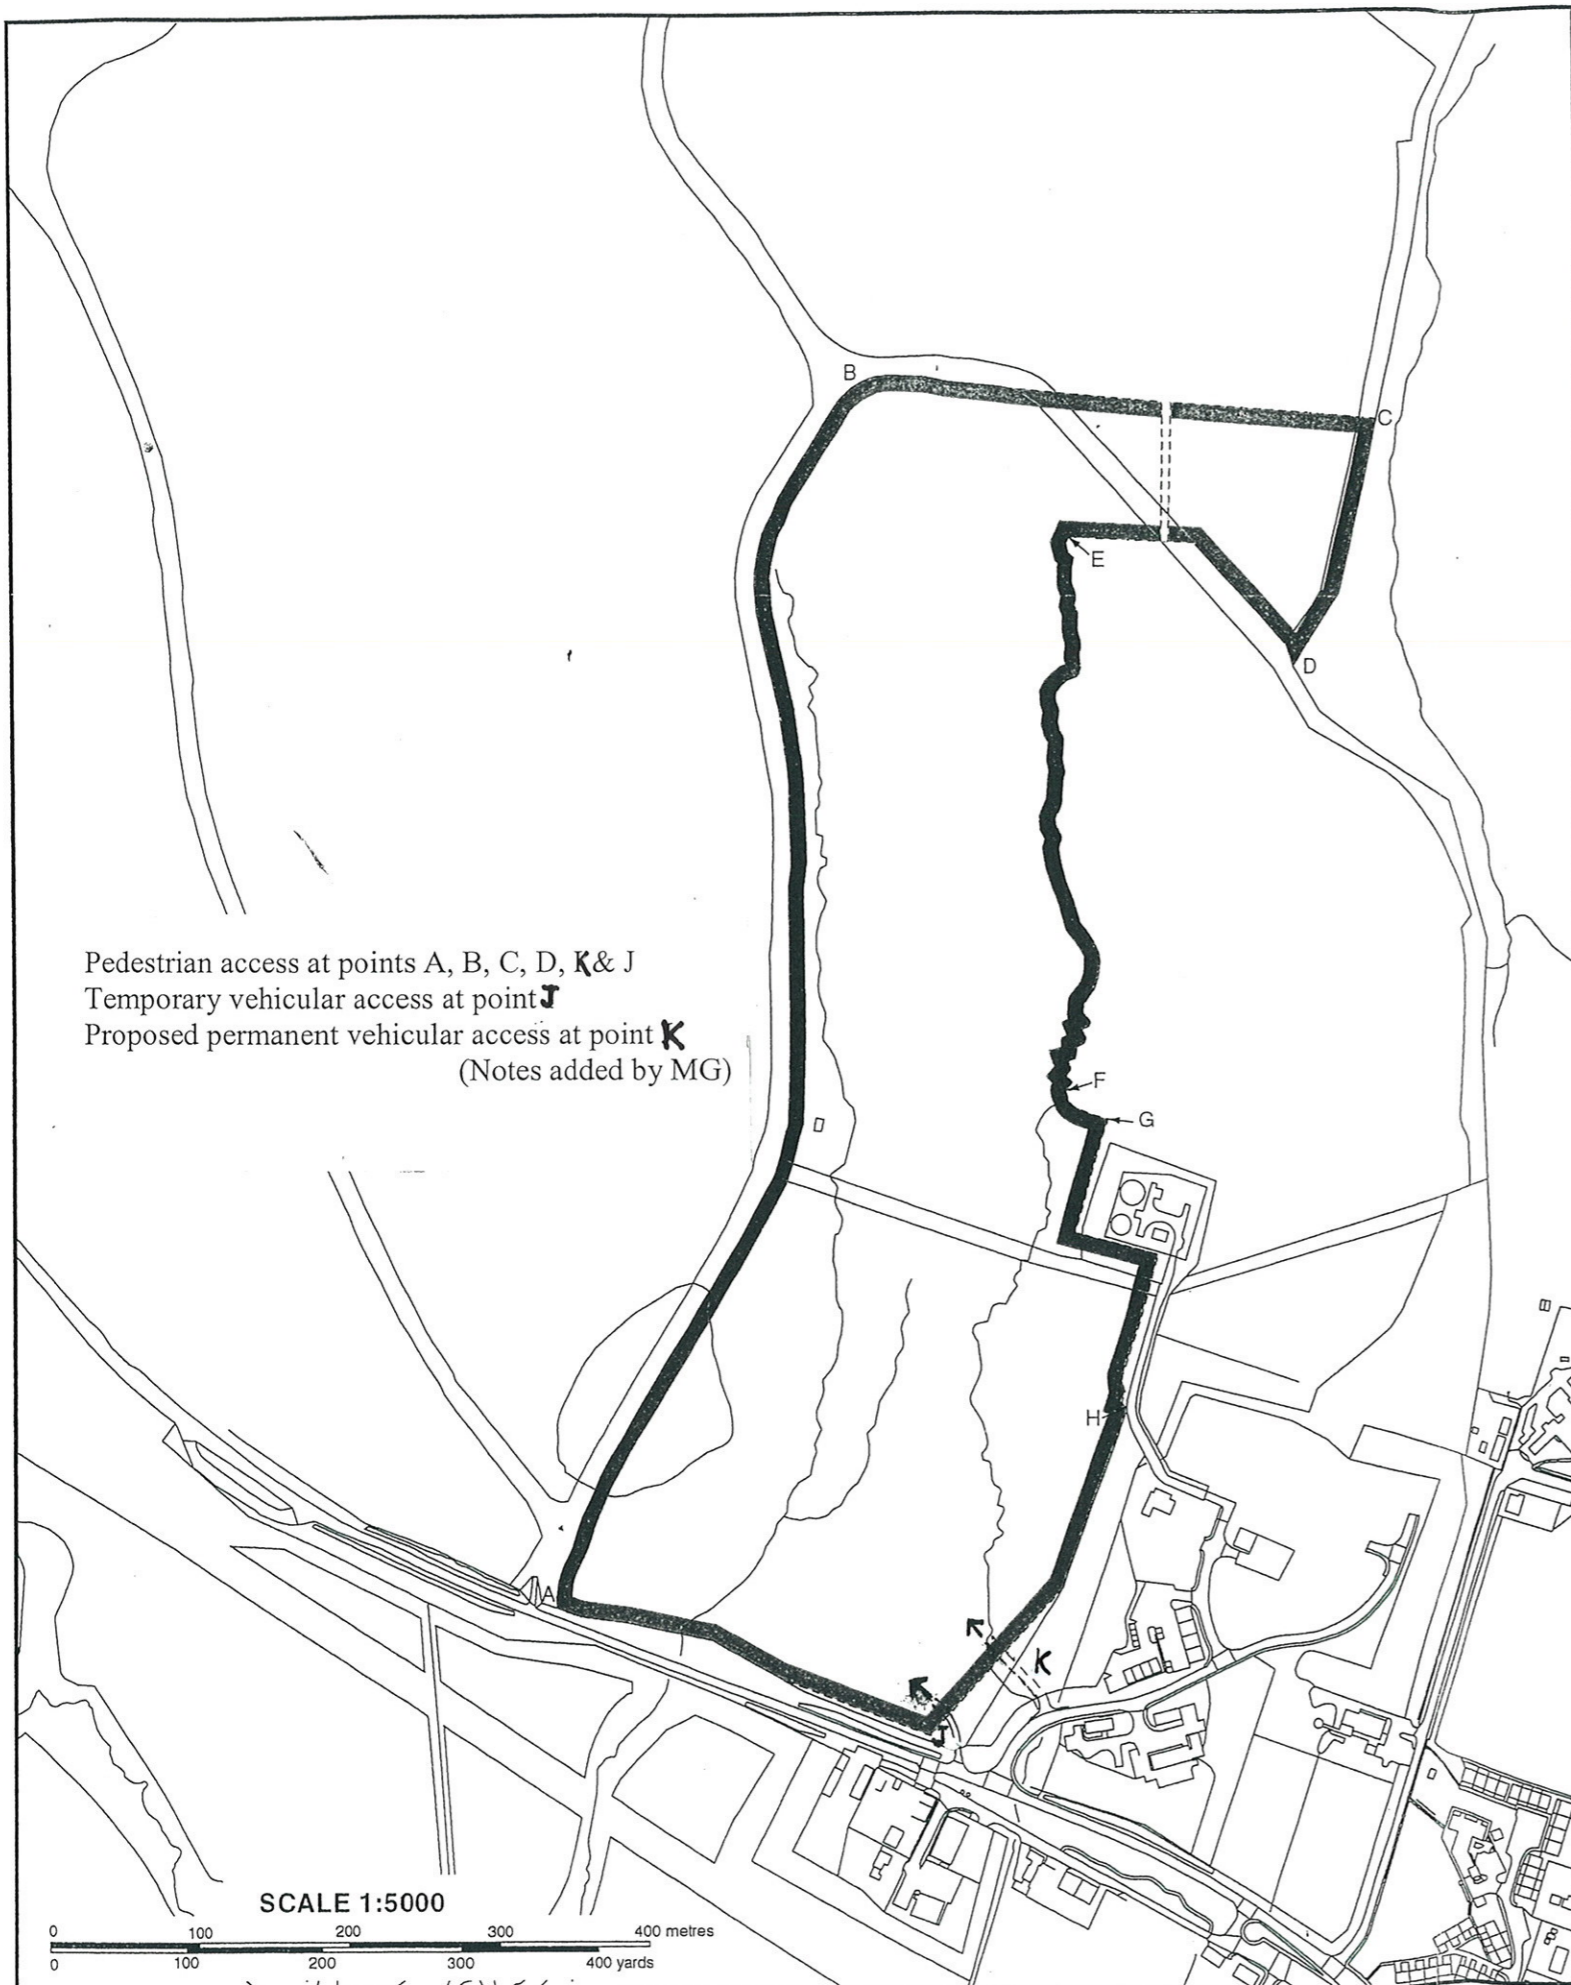 B
C
E
D
Pedestrian access at points A, B, C, D, K & J
Temporary vehicular access at point J
Proposed permanent vehicular access at point K
(Notes added by MG)
F
G
H
A
K
J
SCALE 1:5000
0 100 200 300 400 metres
0 100 200 300 400 yards